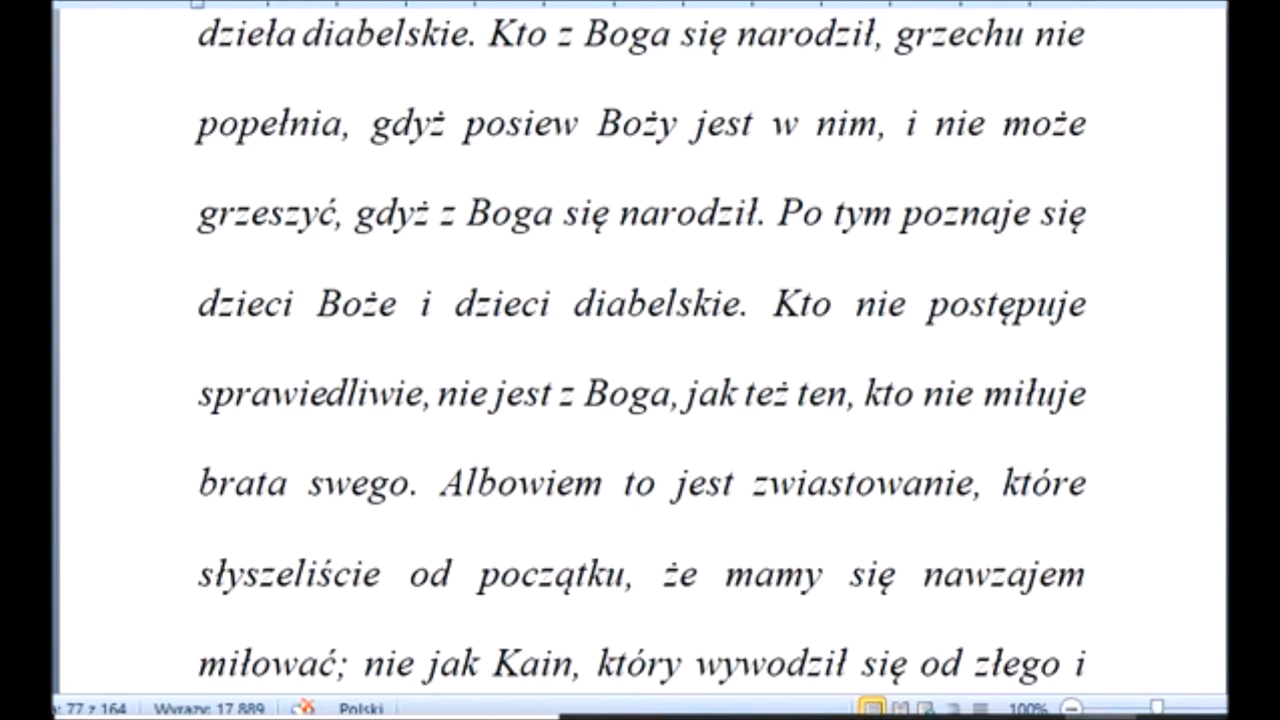 dzieła diabelskie. Kto z Boga się narodził, grzechu nie
popełnia, gdyż posiew Boży jest w nim, i nie może
grzeszyć, gdyż z Boga się narodził. Po tym poznaje się
dzieci Boże i dzieci diabelskie. Kto nie postępuje
sprawiedliwie, nie jest z Boga, jak też ten, kto nie miłuje
brata swego. Albowiem to jest zwiastowanie, które
słyszeliście od początku, że mamy się nawzajem
miłować; nie jak Kain, który wywodził się od złego i
: 77 z 164 Wyrazy: 17 889 Polski 100%